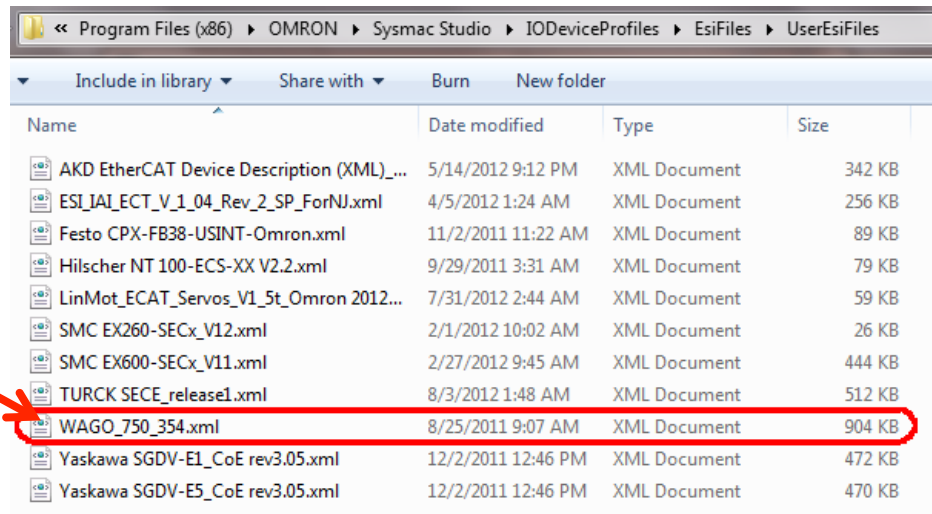 « Program Files (x86) ▸ OMRON ▸ Sysmac Studio ▸ IODeviceProfiles ▸ EsiFiles ▸ UserEsiFiles
Include in library ▾ Share with ▾ Burn New folder
Name Date modified Type Size
AKD EtherCAT Device Description (XML)_... 5/14/2012 9:12 PM XML Document 342 KB
ESI_IAI_ECT_V_1_04_Rev_2_SP_ForNJ.xml 4/5/2012 1:24 AM XML Document 256 KB
Festo CPX-FB38-USINT-Omron.xml 11/2/2011 11:22 AM XML Document 89 KB
Hilscher NT 100-ECS-XX V2.2.xml 9/29/2011 3:31 AM XML Document 79 KB
LinMot_ECAT_Servos_V1_5t_Omron 2012... 7/31/2012 2:44 AM XML Document 59 KB
SMC EX260-SECx_V12.xml 2/1/2012 10:02 AM XML Document 26 KB
SMC EX600-SECx_V11.xml 2/27/2012 9:45 AM XML Document 444 KB
TURCK SECE_release1.xml 8/3/2012 1:48 AM XML Document 512 KB
WAGO_750_354.xml 8/25/2011 9:07 AM XML Document 904 KB
Yaskawa SGDV-E1_CoE rev3.05.xml 12/2/2011 12:46 PM XML Document 472 KB
Yaskawa SGDV-E5_CoE rev3.05.xml 12/2/2011 12:46 PM XML Document 470 KB